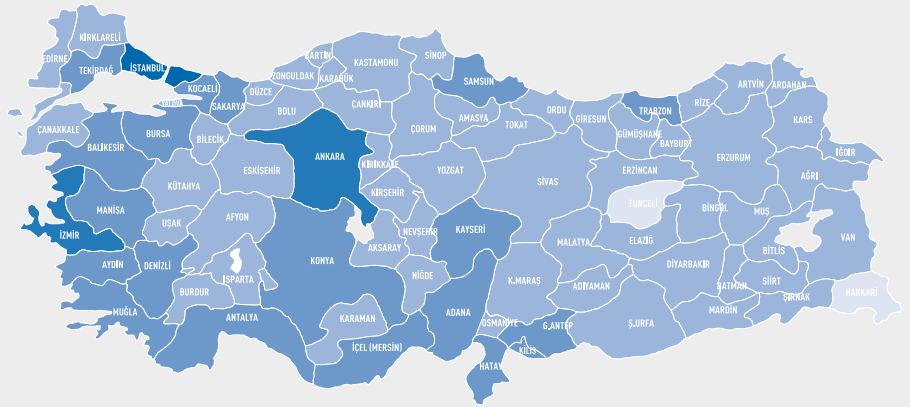 KIRKLARELİ
EDİRNE
TEKİRDAĞ
İSTANBUL
KOCAELİ
YALOVA
SAKARYA
DÜZCE
ZONGULDAK
BARTIN
KARABÜK
KASTAMONU
SİNOP
SAMSUN
ÇANAKKALE
BALIKESİR
BURSA
BİLECİK
BOLU
ÇANKIRI
ÇORUM
AMASYA
TOKAT
ORDU
GİRESUN
TRABZON
GÜMÜŞHANE
BAYBURT
RİZE
ARTVİN
ARDAHAN
KARS
IĞDIR
AĞRI
ERZURUM
ERZİNCAN
ANKARA
ESKİŞEHİR
KÜTAHYA
KIRIKKALE
KIRŞEHİR
YOZGAT
SİVAS
TUNCELİ
BİNGÖL
MUŞ
VAN
MANİSA
UŞAK
AFYON
İZMİR
AYDIN
DENİZLİ
ISPARTA
BURDUR
KONYA
AKSARAY
NEVŞEHİR
NİĞDE
KAYSERİ
MALATYA
ELAZIĞ
BİTLİS
DİYARBAKIR
BATMAN
SİİRT
ŞIRNAK
HAKKARİ
MARDİN
MUĞLA
ANTALYA
KARAMAN
İÇEL (MERSİN)
ADANA
K.MARAŞ
ADIYAMAN
OSMANİYE
G.ANTEP
KİLİS
Ş.URFA
HATAY